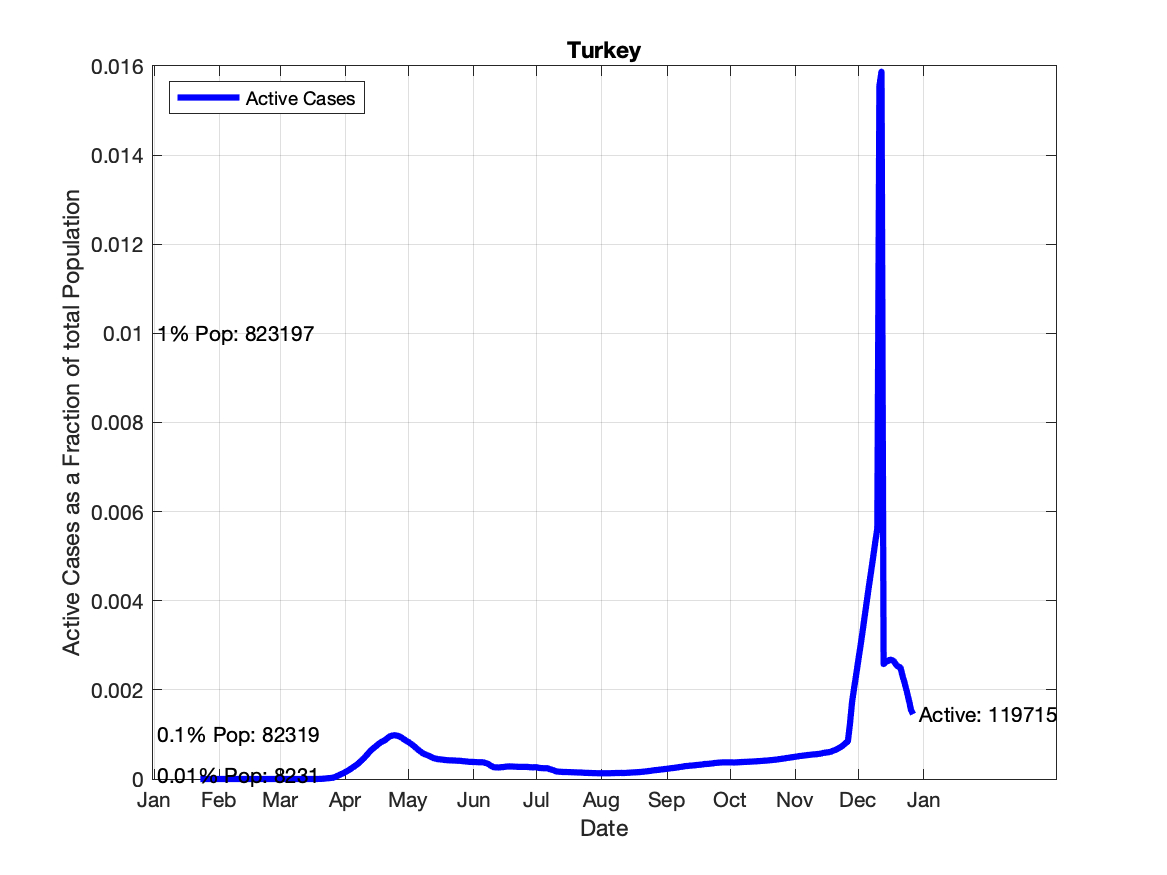 Turkey
Active Cases
Active Cases as a Fraction of total Population
0.016
0.014
0.012
0.01
0.008
0.006
0.004
0.002
0
1% Pop: 823197
0.1% Pop: 82319
0.01% Pop: 8231
Active: 119715
Jan Feb Mar Apr May Jun Jul Aug Sep Oct Nov Dec Jan
Date